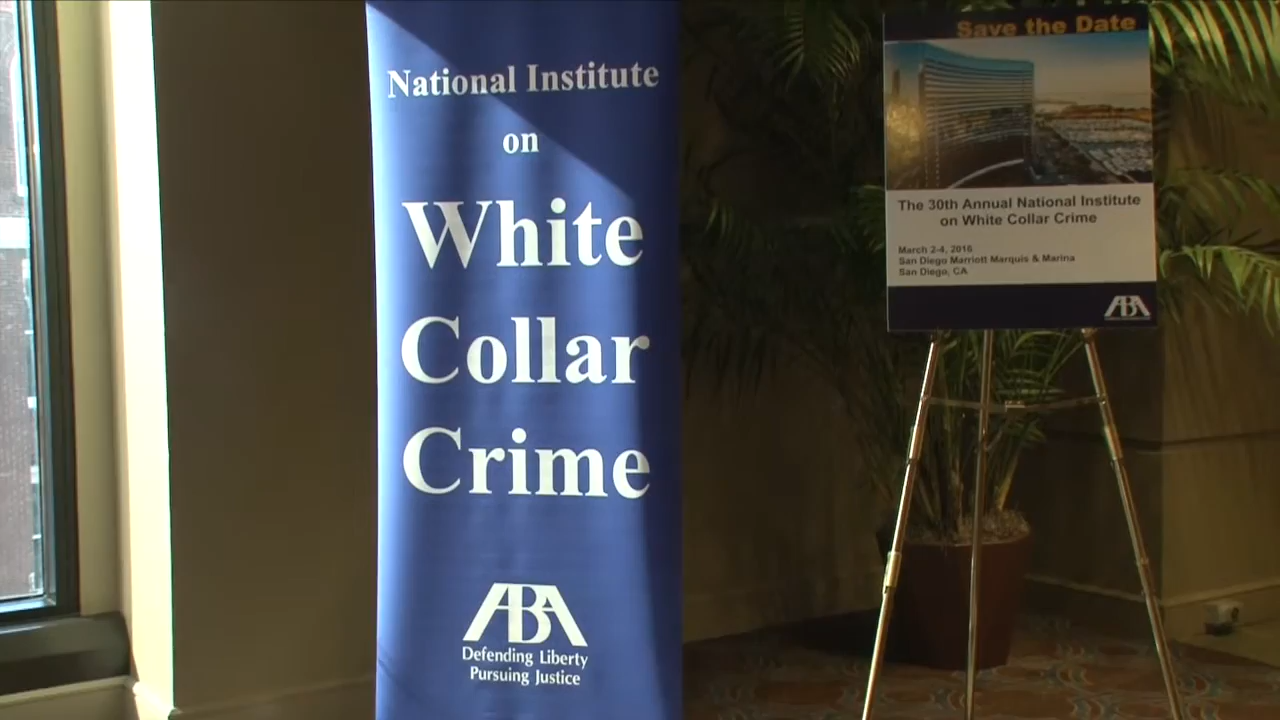 National Institute
on
White
Collar
Crime
ABA
Defending Liberty
Pursuing Justice
Save the Date
The 30th Annual National Institute
on White Collar Crime
March 2-4, 2016
San Diego Marriott Marquis & Marina
San Diego, CA
ABA